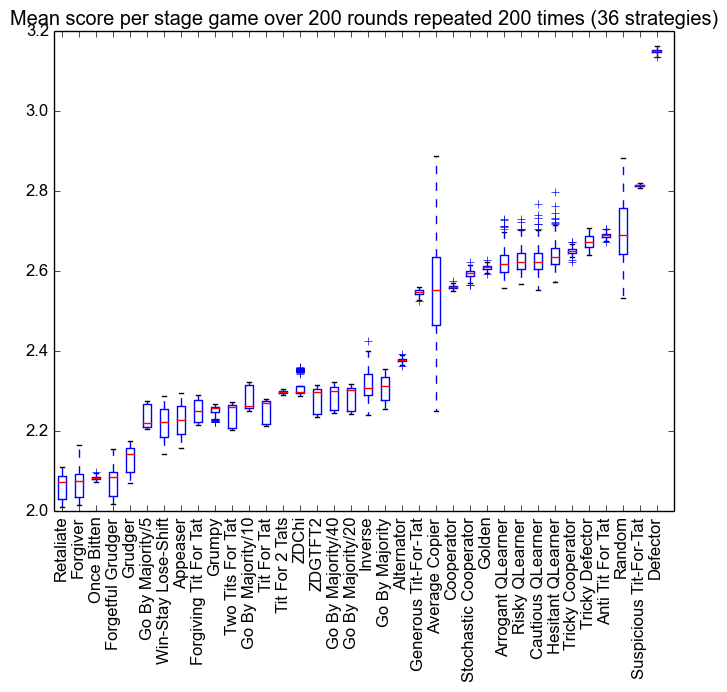 Mean score per stage game over 200 rounds repeated 200 times (36 strategies)
3.2
3.0
2.8
2.6
2.4
2.2
2.0
Retaliate
Forgiver
Once Bitten
Forgetful Grudger
Grudger
Go By Majority/5
Win-Stay Lose-Shift
Appeaser
Forgiving Tit For Tat
Grumpy
Two Tits For Tat
Go By Majority/10
Tit For Tat
Tit For 2 Tats
ZDChi
ZDGTFT2
Go By Majority/40
Go By Majority/20
Inverse
Go By Majority
Alternator
Generous Tit-For-Tat
Average Copier
Cooperator
Stochastic Cooperator
Golden
Arrogant QLearner
Risky QLearner
Cautious QLearner
Hesitant QLearner
Tricky Cooperator
Tricky Defector
Anti Tit For Tat
Random
Suspicious Tit-For-Tat
Defector